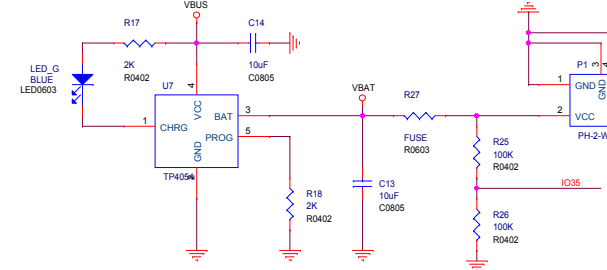 VBUS
R17
2K
R0402
C14
10uF
C0805
LED_G
BLUE
LED0603
U7
4
VCC
1
CHRG
BAT
3
PROG
5
GND
TP4054
R18
2K
R0402
VBAT
C13
10uF
C0805
R27
FUSE
R0603
R25
100K
R0402
IO35
R26
100K
R0402
P1
3
4
1
GND
GND
2
VCC
PH-2-W